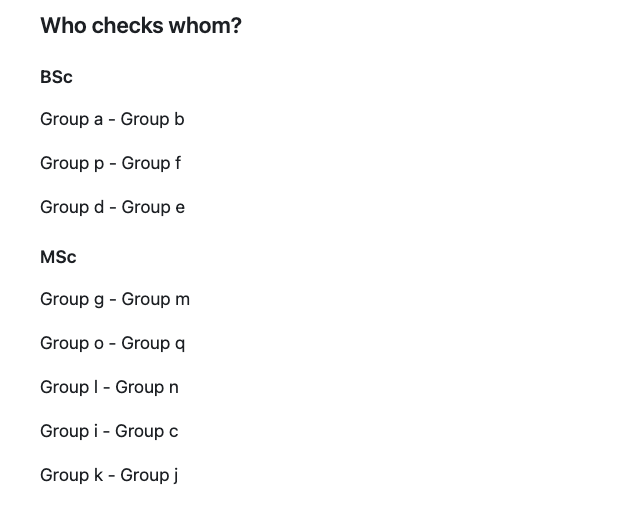 Who checks whom?
BSc
Group a - Group b
Group p - Group f
Group d - Group e
MSc
Group g - Group m
Group o - Group q
Group l - Group n
Group i - Group c
Group k - Group j